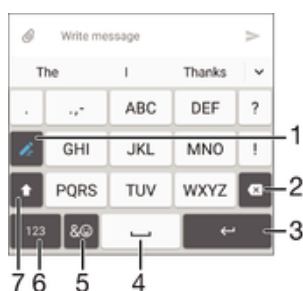 Write message
The I Thanks
. .,- ABC DEF ?
GHI JKL MNO ! 1
PQRS TUV WXYZ 2
123 &☺ 3
7 6 5 4